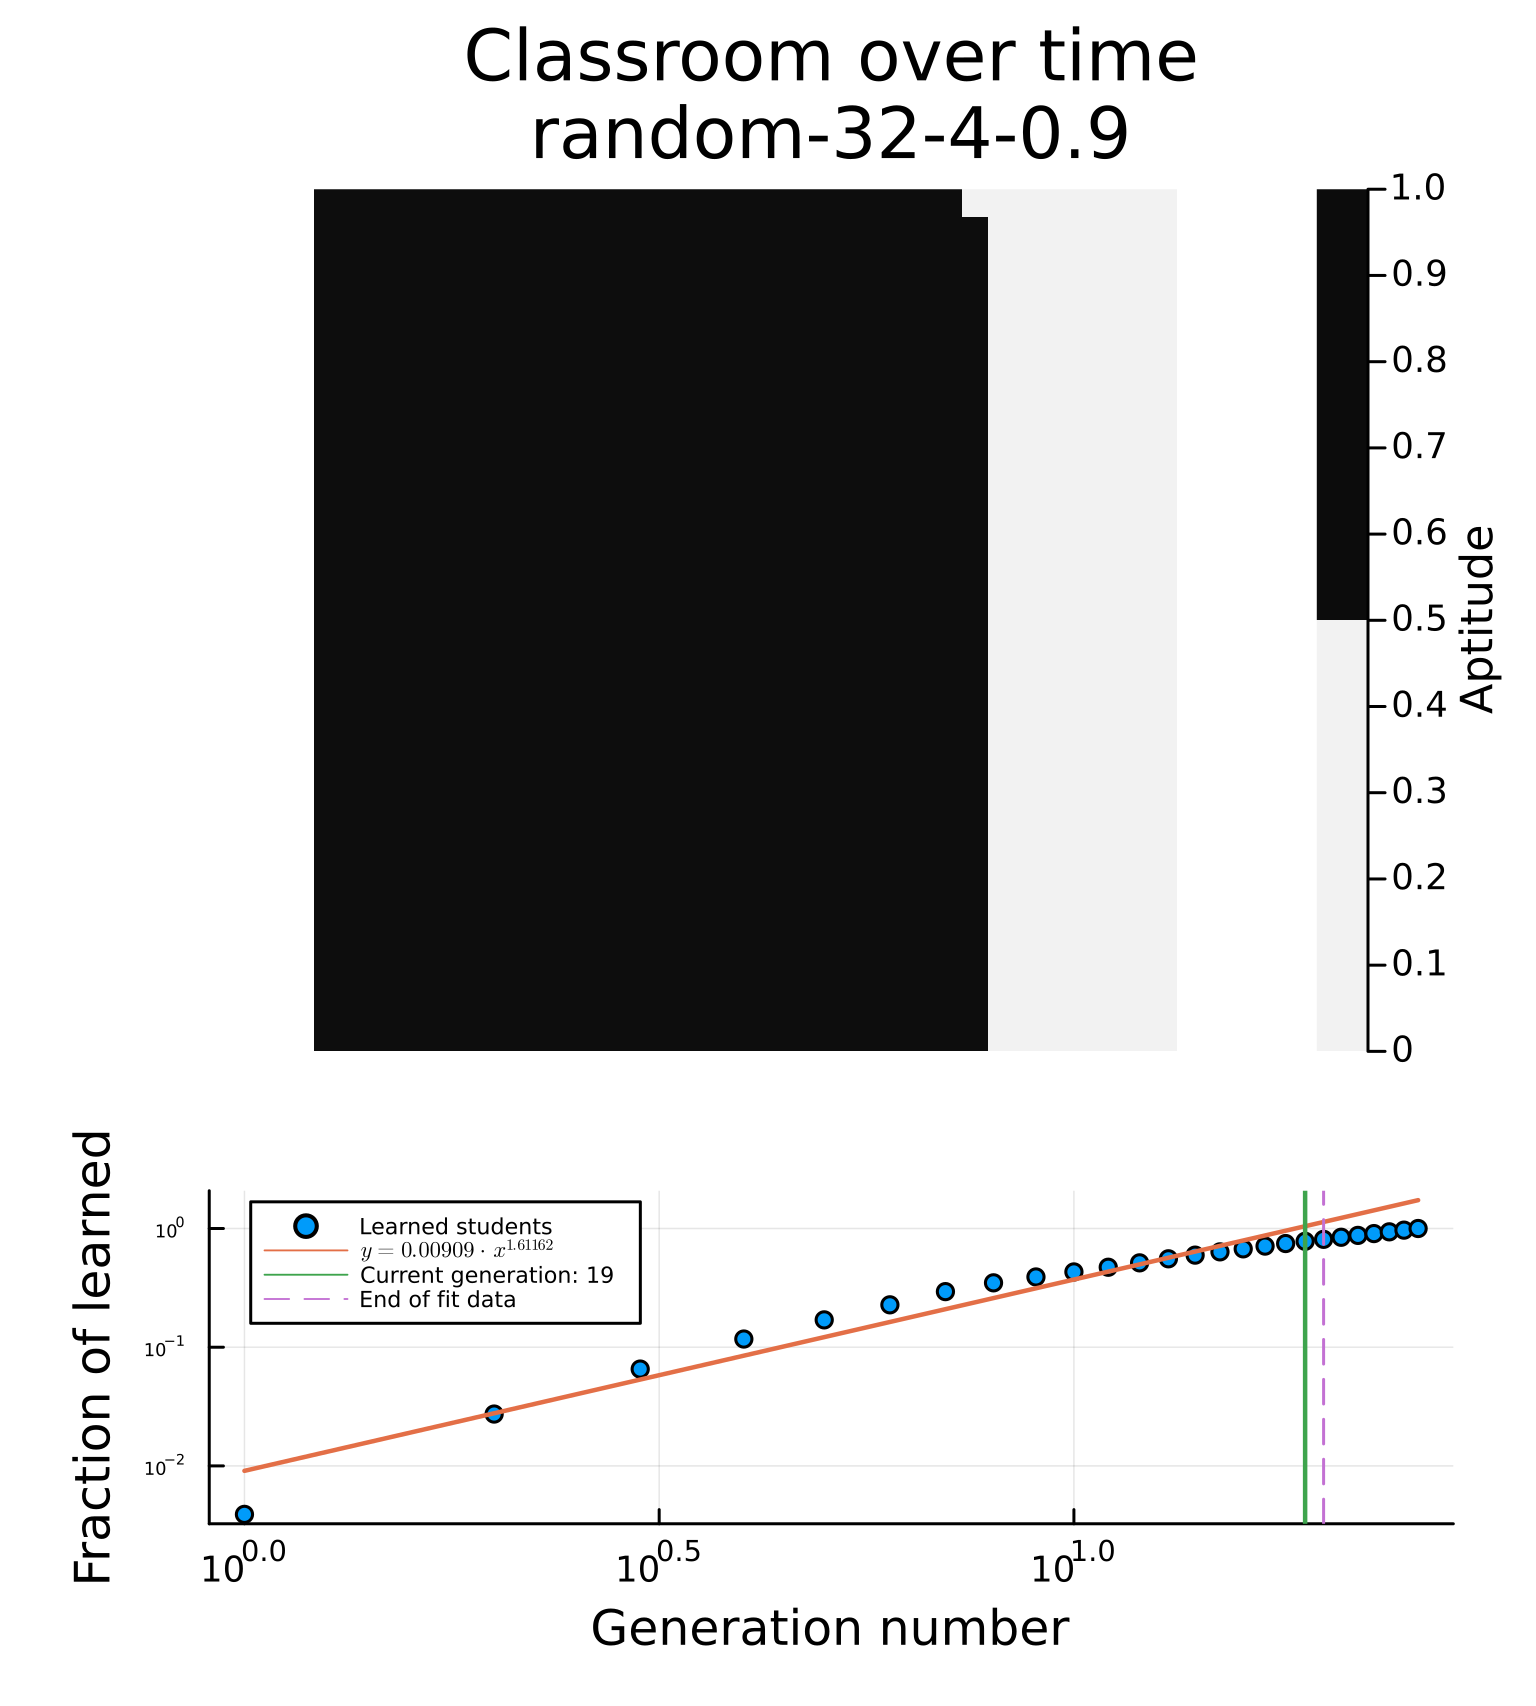 Classroom over time
random-32-4-0.9
1.0
0.9
0.8
0.7
0.6
0.5
0.4
0.3
0.2
0.1
0
Aptitude
Fraction of learned
10^0
10^−1
10^−2
Learned students
y = 0.00909 · x^1.61162
Current generation: 19
End of fit data
10^0.0
10^0.5
10^1.0
Generation number